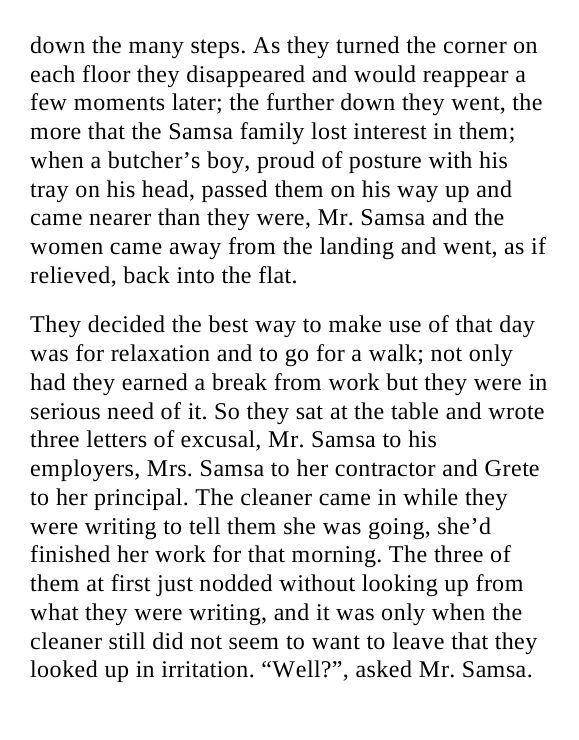 down the many steps. As they turned the corner on
each floor they disappeared and would reappear a
few moments later; the further down they went, the
more that the Samsa family lost interest in them;
when a butcher’s boy, proud of posture with his
tray on his head, passed them on his way up and
came nearer than they were, Mr. Samsa and the
women came away from the landing and went, as if
relieved, back into the flat.
They decided the best way to make use of that day
was for relaxation and to go for a walk; not only
had they earned a break from work but they were in
serious need of it. So they sat at the table and wrote
three letters of excusal, Mr. Samsa to his
employers, Mrs. Samsa to her contractor and Grete
to her principal. The cleaner came in while they
were writing to tell them she was going, she’d
finished her work for that morning. The three of
them at first just nodded without looking up from
what they were writing, and it was only when the
cleaner still did not seem to want to leave that they
looked up in irritation. “Well?”, asked Mr. Samsa.